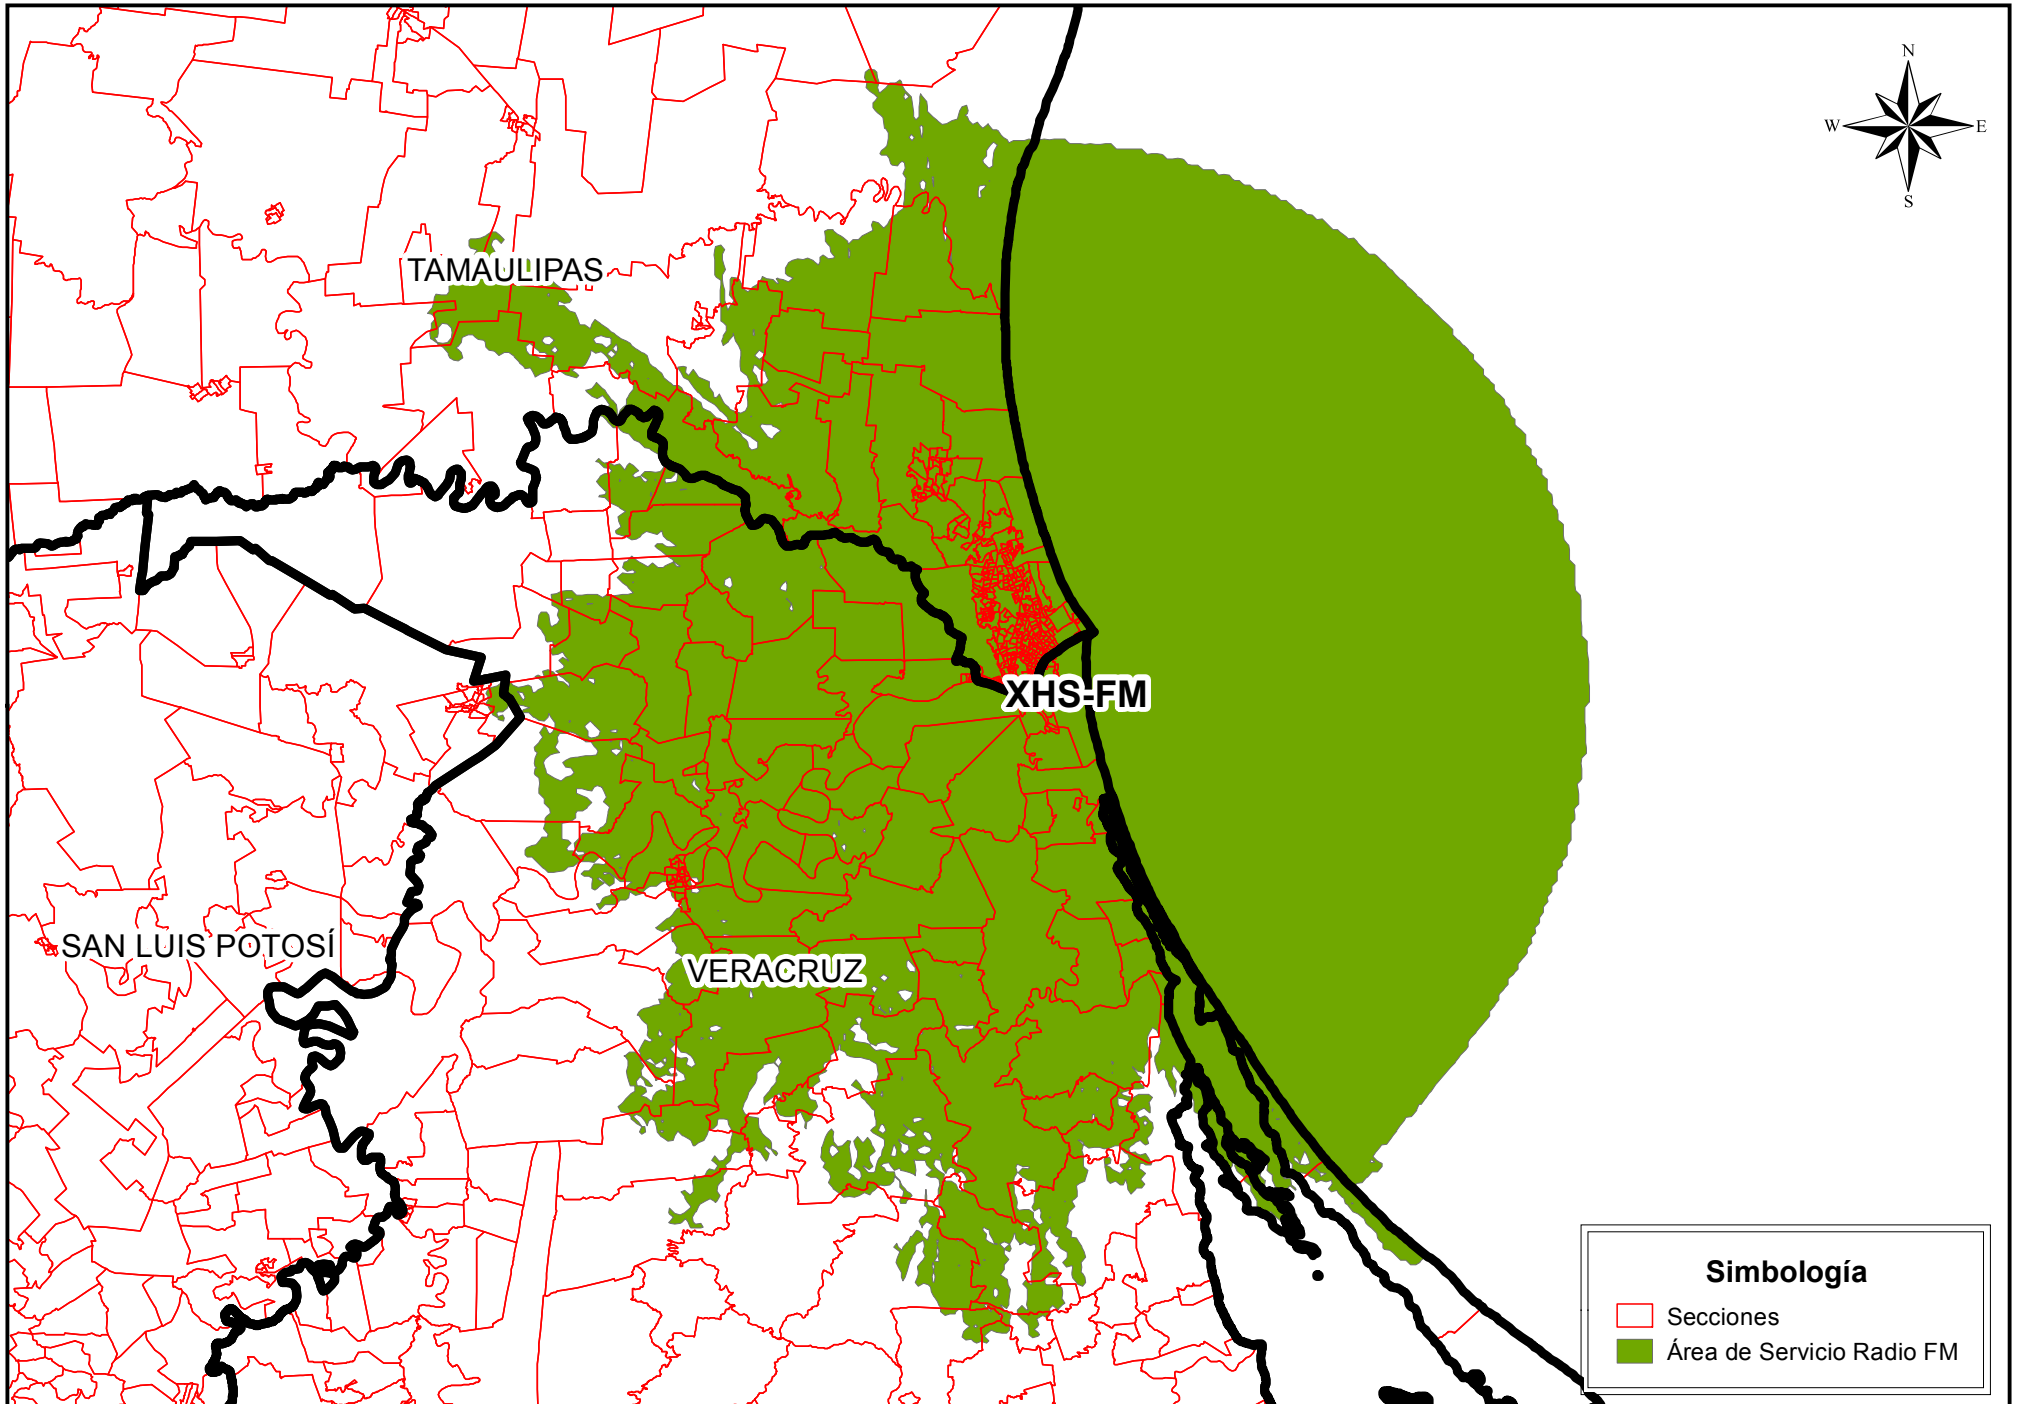 N
W E
S
TAMAULIPAS
XHS-FM
SAN LUIS POTOSÍ
VERACRUZ
Simbología
Secciones
Área de Servicio Radio FM